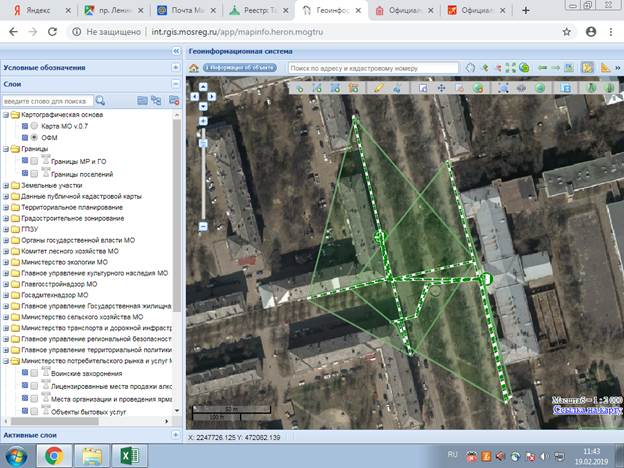 Яндекс
пр. Ленин
Почта Ми
Реестр: Та
Геоинфор
Официал
Официал
Не защищено | int.rgis.mosreg.ru/app/mapinfo.heron.mogtru
Геоинформационная система
Условные обозначения
Информация об объекте
Поиск по адресу и кадастровому номеру
Слои
введите слово для поиска
Картографическая основа
Карта МО v.0.7
ОФМ
Границы
Границы МР и ГО
Границы поселений
Земельные участки
Данные публичной кадастровой карты
Территориальное планирование
Градостроительное зонирование
ГПЗУ
Органы государственной власти МО
Комитет лесного хозяйства МО
Министерство экологии МО
Главное управление культурного наследия МО
Главгосстройнадзор МО
Госадмтехнадзор МО
Главное управление Государственная жилищна
Министерство сельского хозяйства МО
Министерство транспорта и дорожной инфрастр
Главное управление региональной безопасност
Главное управление территориальной политики
Министерство потребительского рынка и услуг М
Воинские захоронения
Лицензированные места продажи алко
Места организации и проведения ярма
Объекты бытовых услуг
50 m
100 m
Масштаб = 1 : 2 000
Ссылка на карту
Активные слои
X: 2247726.125 Y: 472082.139
RU
11:43
19.02.2019